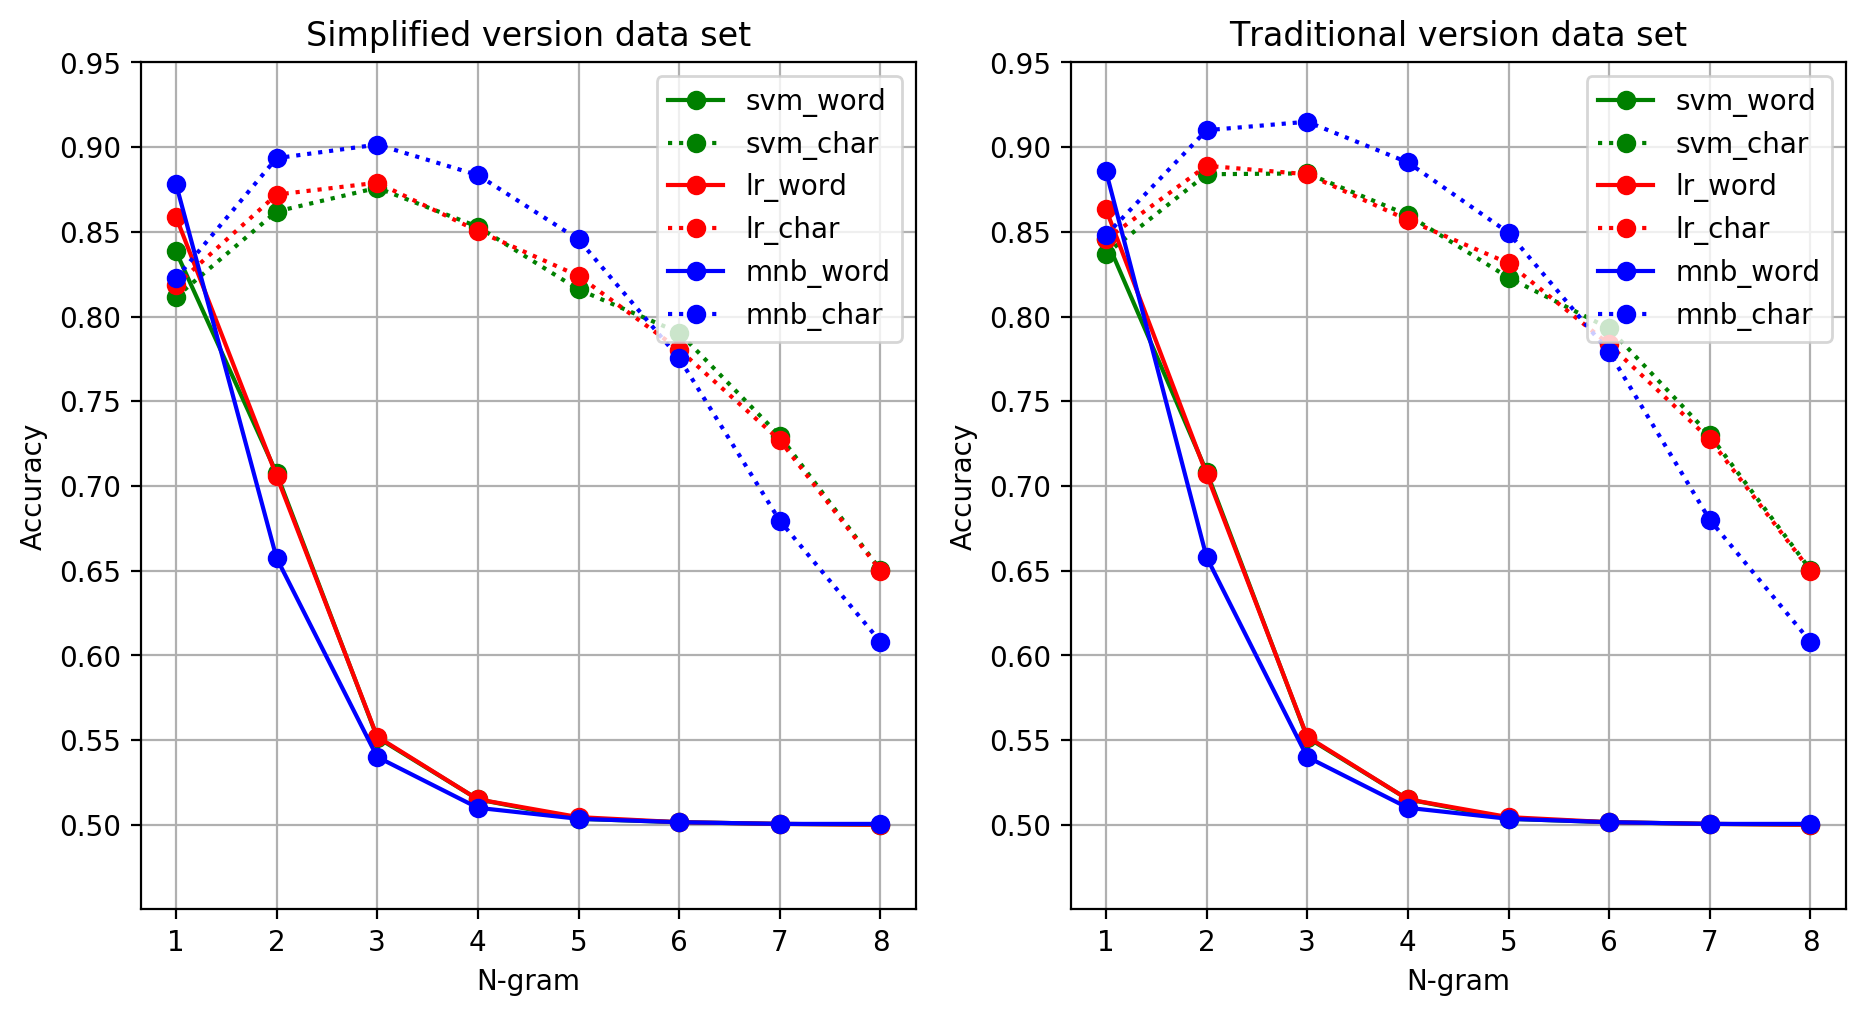 Simplified version data set
0.95
0.90
0.85
0.80
0.75
0.70
0.65
0.60
0.55
0.50
Accuracy
svm_word
svm_char
lr_word
lr_char
mnb_word
mnb_char
1 2 3 4 5 6 7 8
N-gram
Traditional version data set
0.95
0.90
0.85
0.80
0.75
0.70
0.65
0.60
0.55
0.50
Accuracy
svm_word
svm_char
lr_word
lr_char
mnb_word
mnb_char
1 2 3 4 5 6 7 8
N-gram